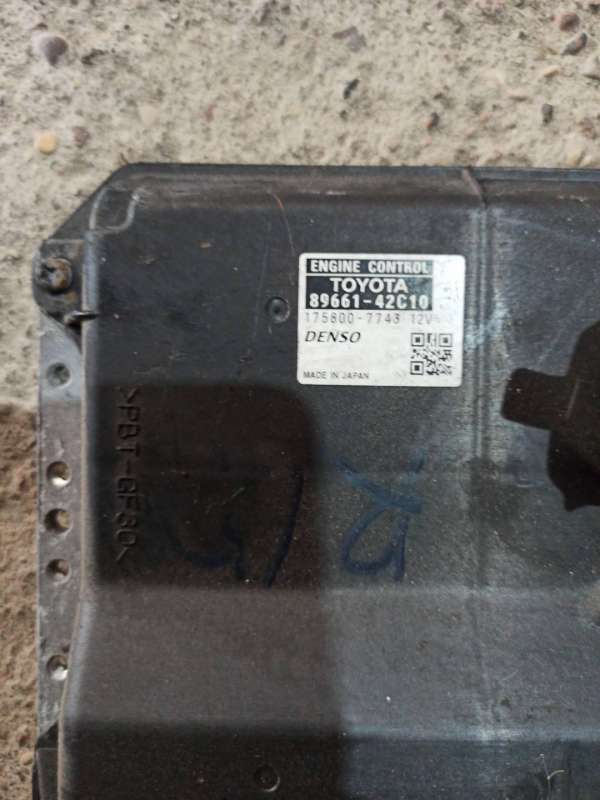 ENGINE CONTROL
TOYOTA
89661-42C10
175800-7743 12V
DENSO
MADE IN JAPAN
>PBT-GF30<